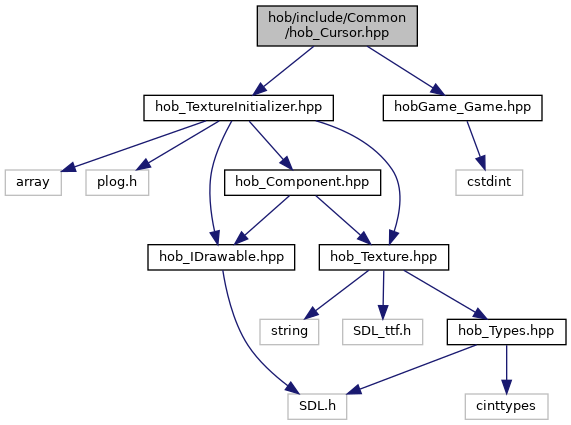 hob/include/Common
/hob_Cursor.hpp
hob_TextureInitializer.hpp
hobGame_Game.hpp
array
plog.h
hob_Component.hpp
cstdint
hob_IDrawable.hpp
hob_Texture.hpp
string
SDL_ttf.h
hob_Types.hpp
SDL.h
cinttypes